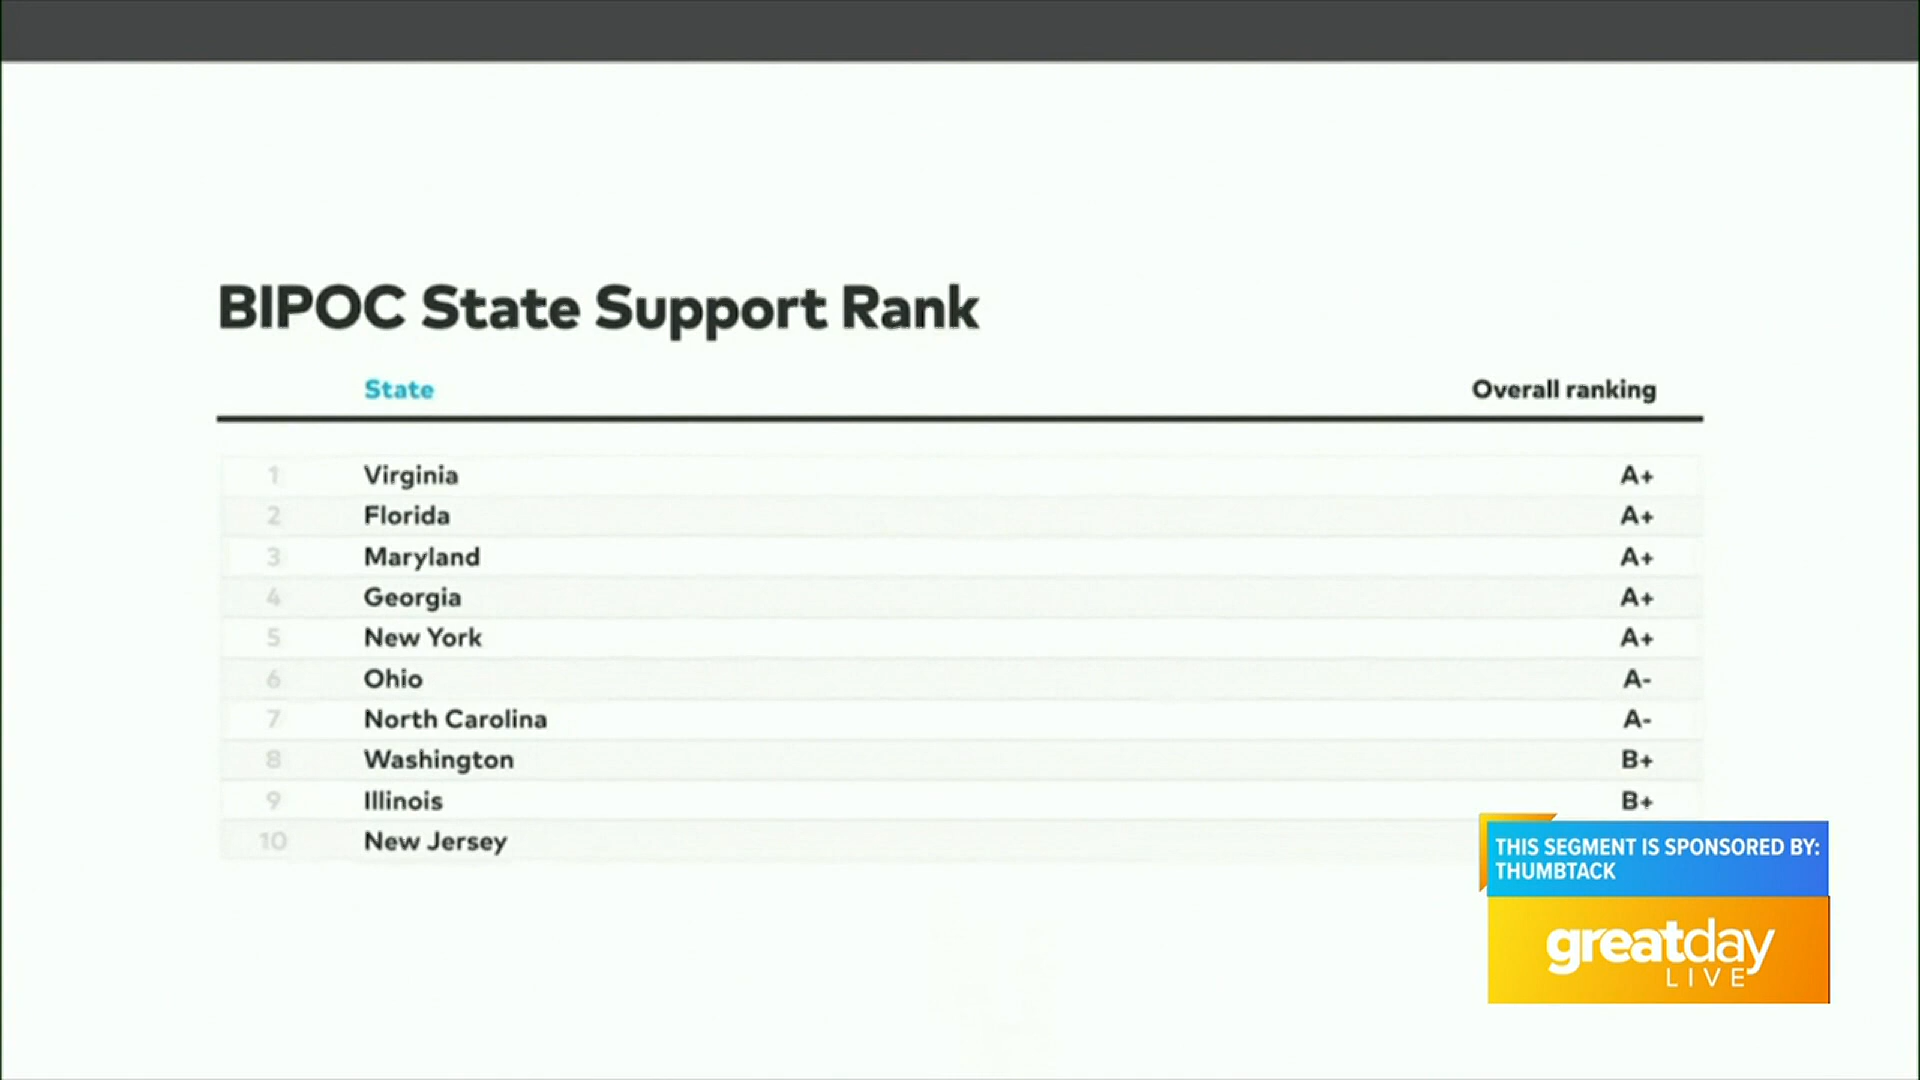 BIPOC State Support Rank
State Overall ranking
1 Virginia A+
2 Florida A+
3 Maryland A+
4 Georgia A+
5 New York A+
6 Ohio A-
7 North Carolina A-
8 Washington B+
9 Illinois B+
10 New Jersey
THIS SEGMENT IS SPONSORED BY:
THUMBTACK
greatday
LIVE